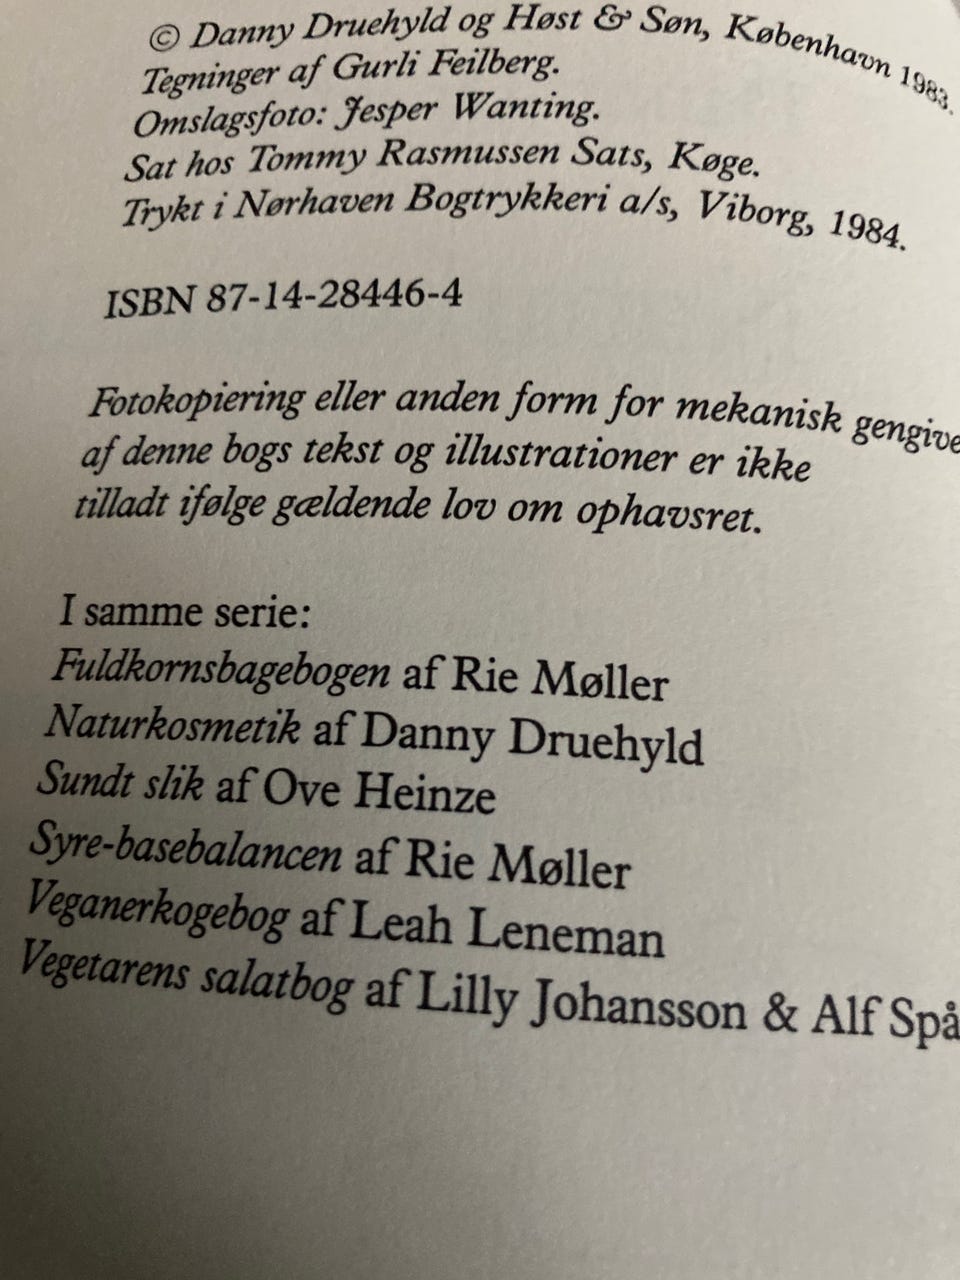 © Danny Druehyld og Høst & Søn, København 1983.
Tegninger af Gurli Feilberg.
Omslagsfoto: Jesper Wanting.
Sat hos Tommy Rasmussen Sats, Køge.
Trykt i Nørhaven Bogtrykkeri a/s, Viborg, 1984.
ISBN 87-14-28446-4
Fotokopiering eller anden form for mekanisk gengive
af denne bogs tekst og illustrationer er ikke
tilladt ifølge gældende lov om ophavsret.
I samme serie:
Fuldkornsbagebogen af Rie Møller
Naturkosmetik af Danny Druehyld
Sundt slik af Ove Heinze
Syre-basebalancen af Rie Møller
Veganerkogebog af Leah Leneman
Vegetarens salatbog af Lilly Johansson & Alf Spå